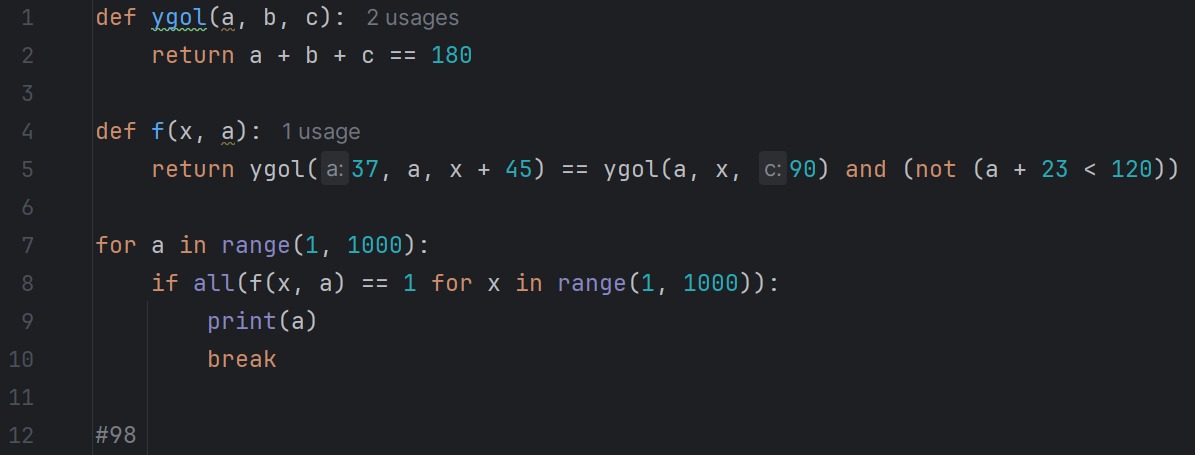 1 def ygol(a, b, c): 2 usages
2     return a + b + c == 180
3
4 def f(x, a): 1 usage
5     return ygol( a: 37, a, x + 45) == ygol(a, x, c: 90) and (not (a + 23 < 120))
6
7 for a in range(1, 1000):
8     if all(f(x, a) == 1 for x in range(1, 1000)):
9         print(a)
10         break
11
12 #98